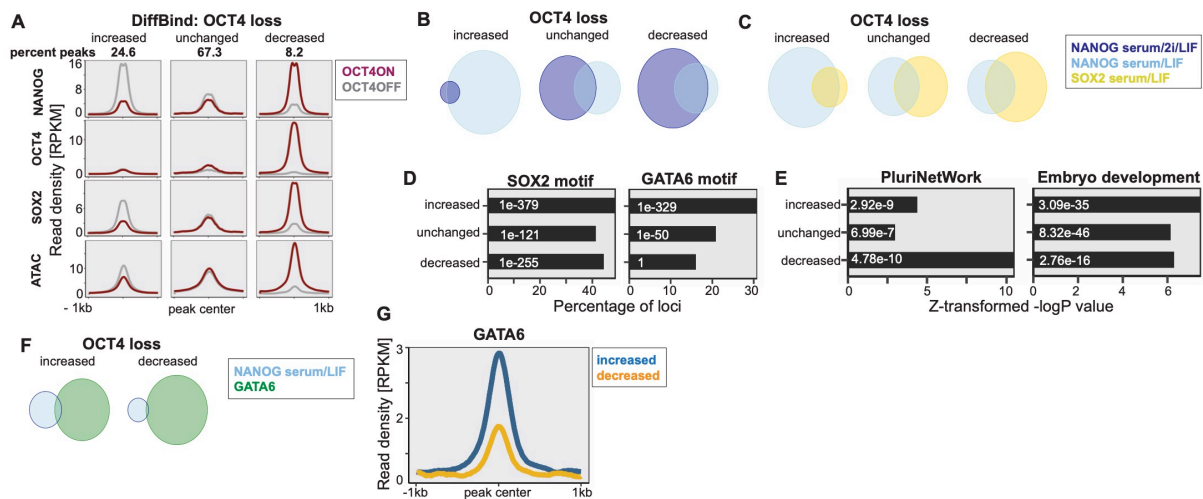 A
DiffBind: OCT4 loss
increased unchanged decreased
percent peaks 24.6 67.3 8.2
NANOG
OCT4
SOX2
ATAC
Read density [RPKM]
16
8
0
10
0
6
0
10
0
- 1kb peak center 1kb
OCT4ON
OCT4OFF
B
OCT4 loss
increased unchanged decreased
C
OCT4 loss
increased unchanged decreased
NANOG serum/2i/LIF
NANOG serum/LIF
SOX2 serum/LIF
D
SOX2 motif GATA6 motif
increased 1e-379 1e-329
unchanged 1e-121 1e-50
decreased 1e-255 1
0 20 40 0 10 20 30
Percentage of loci
E
PluriNetWork Embryo development
increased 2.92e-9 3.09e-35
unchanged 6.99e-7 8.32e-46
decreased 4.78e-10 2.76e-16
0 5 10 0 2 4 6
Z-transformed -logP value
F
OCT4 loss
increased decreased
NANOG serum/LIF
GATA6
G
GATA6
Read density [RPKM]
3
2
0
-1kb peak center 1kb
increased
decreased